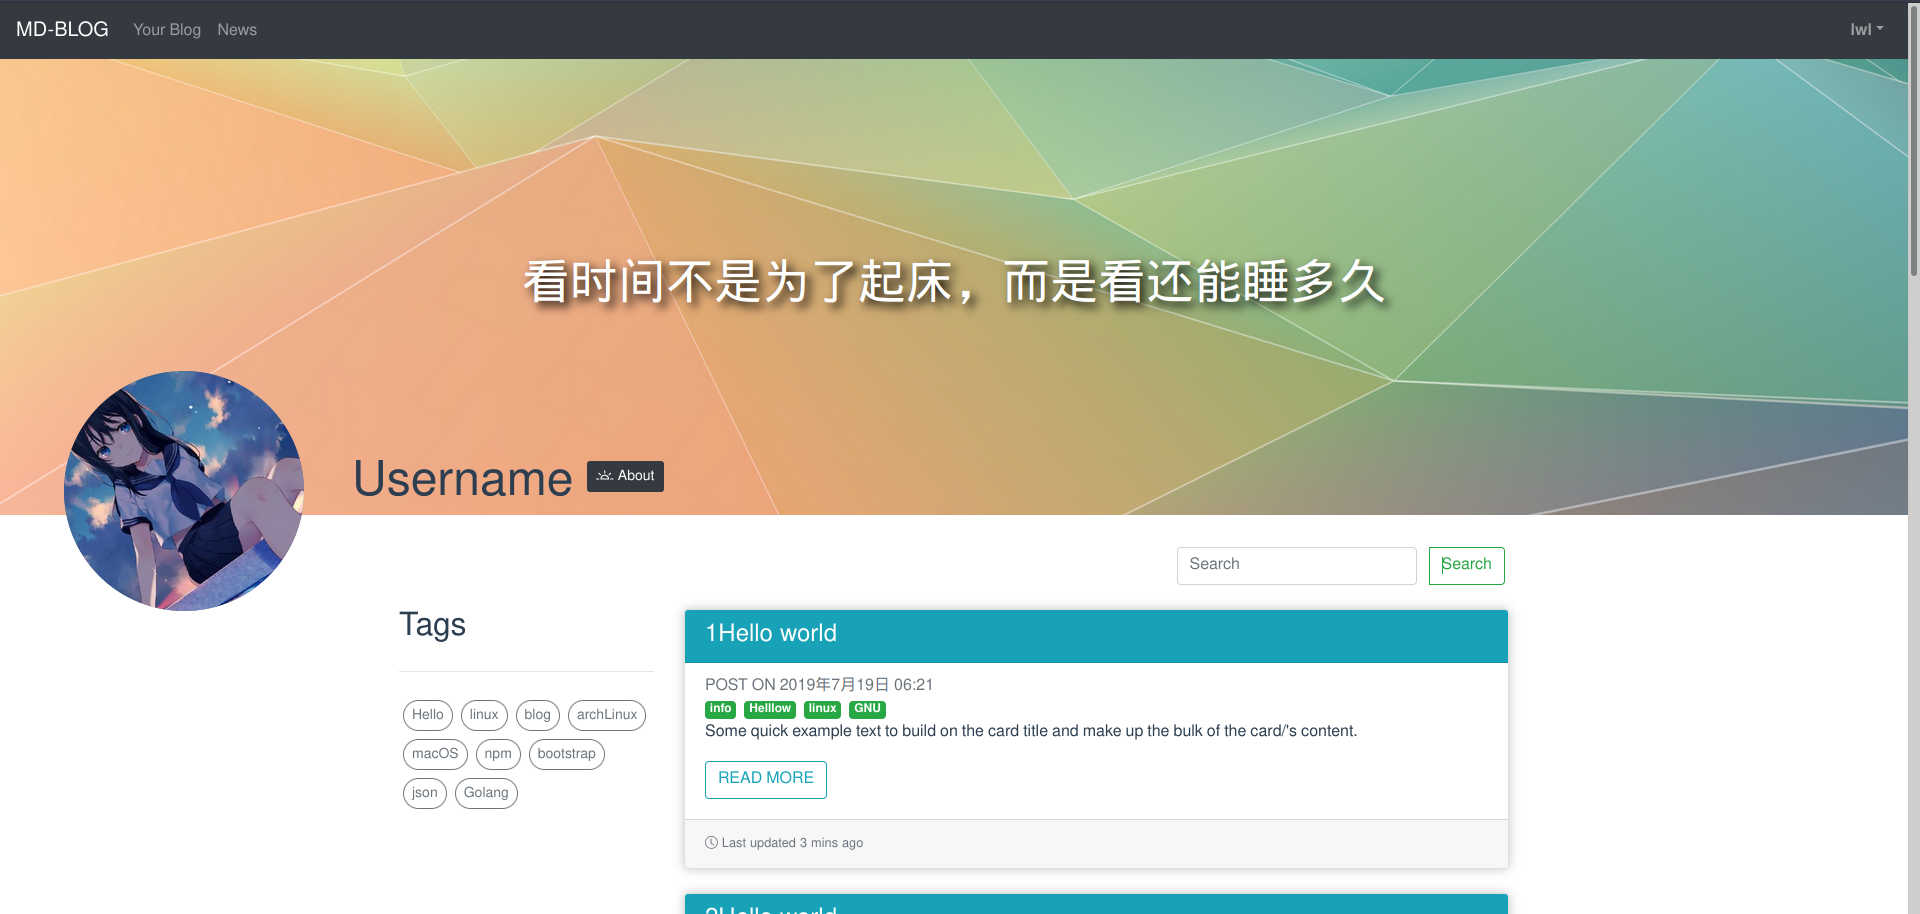 MD-BLOG Your Blog News lwl
看时间不是为了起床，而是看还能睡多久
Username About
Search Search
Tags
Hello linux blog archLinux
macOS npm bootstrap
json Golang
1Hello world
POST ON 2019年7月19日 06:21
info Helllow linux GNU
Some quick example text to build on the card title and make up the bulk of the card/'s content.
READ MORE
Last updated 3 mins ago
2Hello world